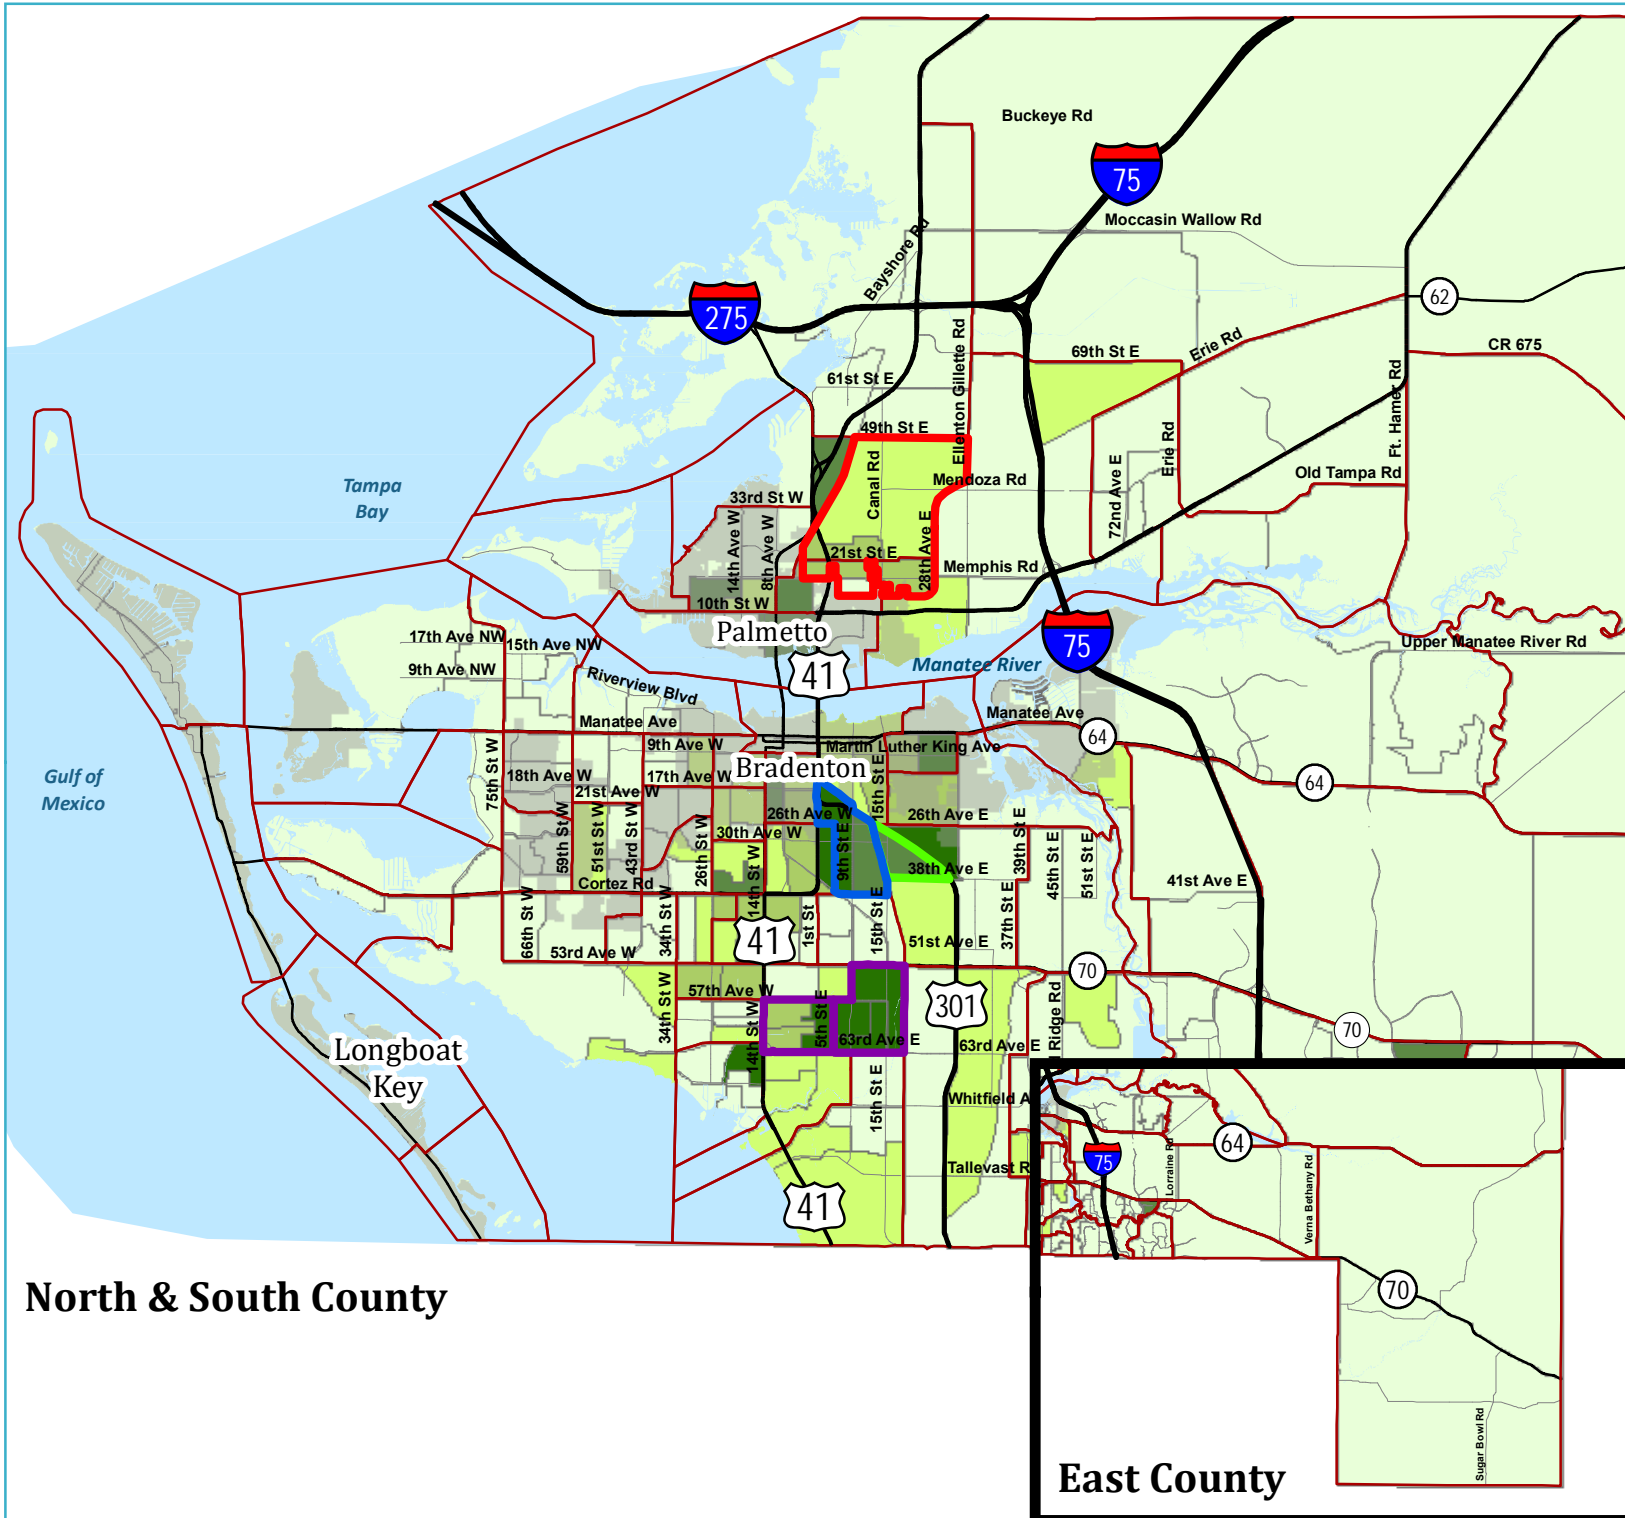 Buckeye Rd
75
Moccasin Wallow Rd
Bayshore Rd
62
275
Ellenton Gillette Rd
69th St E
Erie Rd
CR 675
Ft. Hamer Rd
61st St E
49th St E
Canal Rd
Mendoza Rd
Erie Rd
72nd Ave E
Old Tampa Rd
Tampa
Bay
33rd St W
14th Ave W
8th Ave W
21st St E
28th Ave E
Memphis Rd
10th St W
Palmetto
75
41
Manatee River
Upper Manatee River Rd
17th Ave NW
15th Ave NW
9th Ave NW
Riverview Blvd
Manatee Ave
Manatee Ave
64
9th Ave W
Martin Luther King Ave
Bradenton
Gulf of
Mexico
75th St W
18th Ave W
17th Ave W
21st Ave W
15th St E
64
26th Ave W
26th Ave E
30th Ave W
59th St W
51st St W
43rd St W
26th St W
14th St W
9th St E
38th Ave E
39th St E
45th St E
51st St E
41st Ave E
Cortez Rd
66th St W
34th St W
53rd Ave W
41
1st St
15th St E
51st Ave E
37th St E
70
57th Ave W
34th St W
14th St W
5th St E
63rd Ave E
301
63rd Ave E
Ridge Rd
70
Longboat
Key
15th St E
Whitfield A
Tallevast R
41
64
75
Lorraine Rd
Verna Bethany Rd
70
Sugar Bowl Rd
North & South County
East County